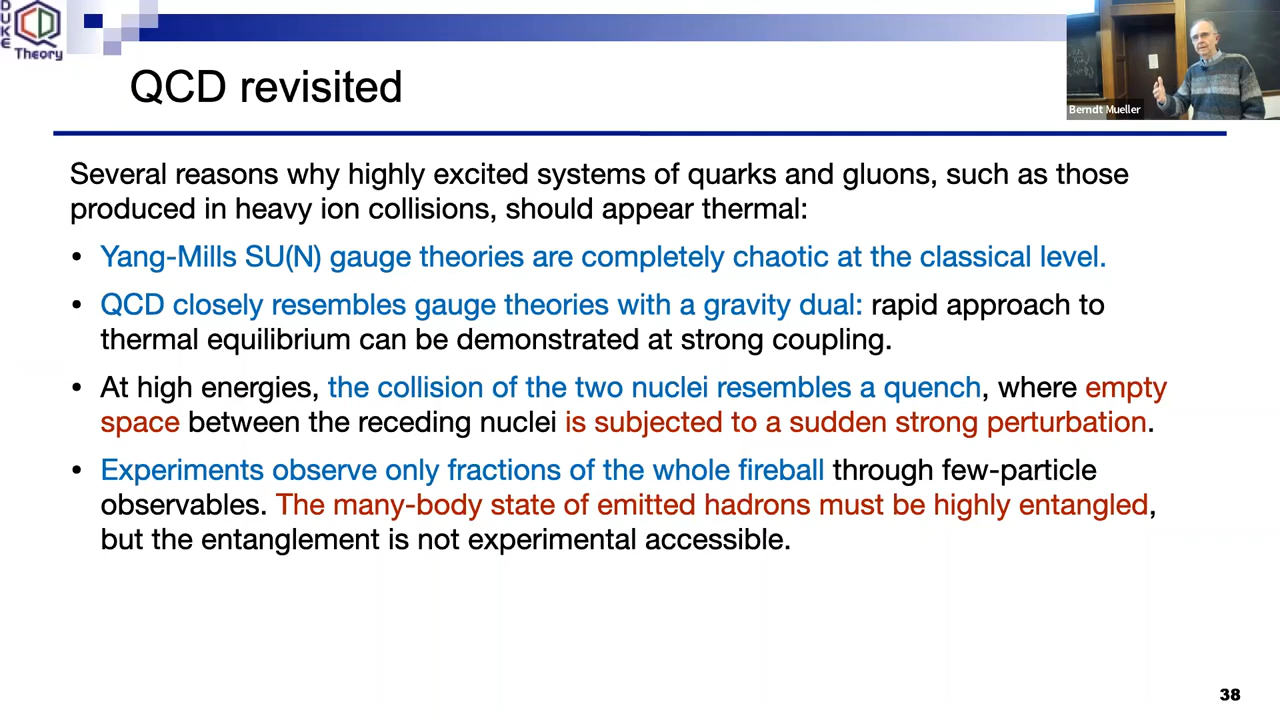 DUKE
Theory
QCD revisited
Berndt Mueller
Several reasons why highly excited systems of quarks and gluons, such as those
produced in heavy ion collisions, should appear thermal:
• Yang-Mills SU(N) gauge theories are completely chaotic at the classical level.
• QCD closely resembles gauge theories with a gravity dual: rapid approach to
thermal equilibrium can be demonstrated at strong coupling.
• At high energies, the collision of the two nuclei resembles a quench, where empty
space between the receding nuclei is subjected to a sudden strong perturbation.
• Experiments observe only fractions of the whole fireball through few-particle
observables. The many-body state of emitted hadrons must be highly entangled,
but the entanglement is not experimental accessible.
38